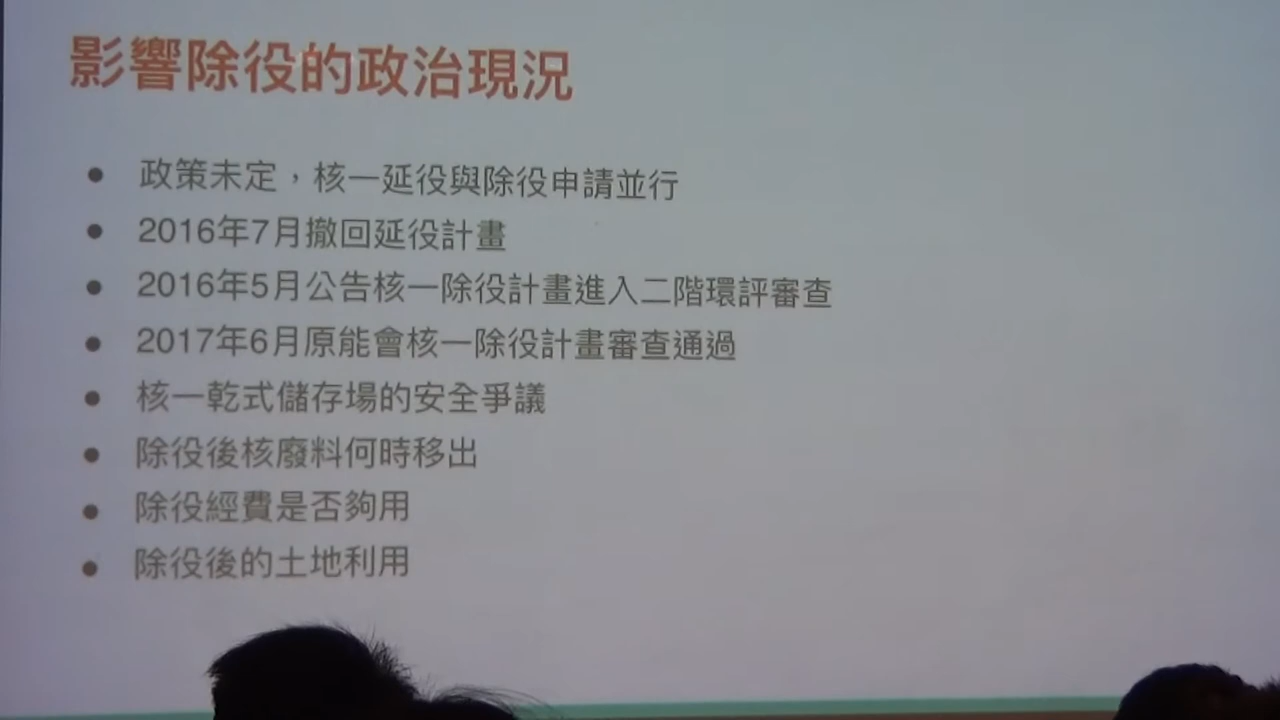 影響除役的政治現況
● 政策未定，核一延役與除役申請並行
● 2016年7月撤回延役計畫
● 2016年5月公告核一除役計畫進入二階環評審查
● 2017年6月原能會核一除役計畫審查通過
● 核一乾式儲存場的安全爭議
● 除役後核廢料何時移出
● 除役經費是否夠用
● 除役後的土地利用